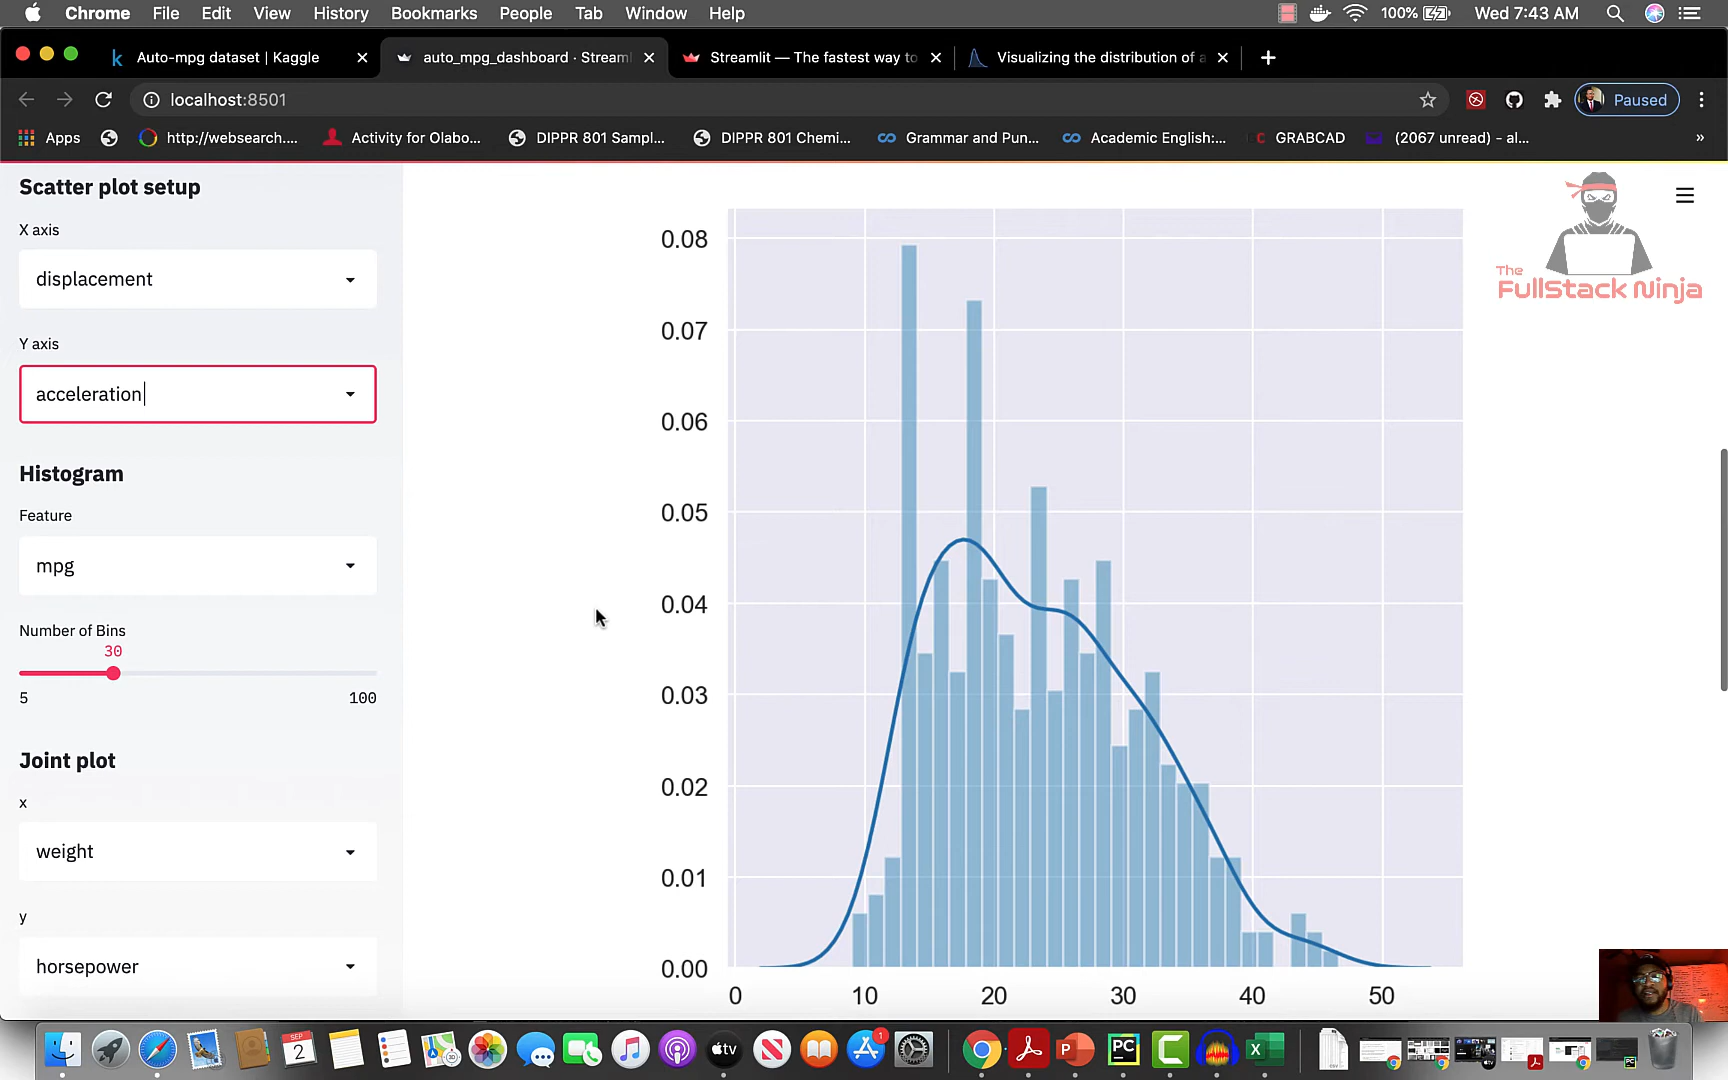 Chrome File Edit View History Bookmarks People Tab Window Help 100% Wed 7:43 AM
Auto-mpg dataset | Kaggle auto_mpg_dashboard · Streaml Streamlit — The fastest way to Visualizing the distribution of a
localhost:8501 Paused
Apps http://websearch.... Activity for Olabo... DIPPR 801 Sampl... DIPPR 801 Chemi... Grammar and Pun... Academic English:... GRABCAD (2067 unread) - al... »
Scatter plot setup
X axis
displacement
Y axis
acceleration
Histogram
Feature
mpg
Number of Bins
30
5 100
Joint plot
x
weight
y
horsepower
The
FullStack Ninja
0.08
0.07
0.06
0.05
0.04
0.03
0.02
0.01
0.00
0 10 20 30 40 50
SEP
2
tv
1
P
PC
C
X